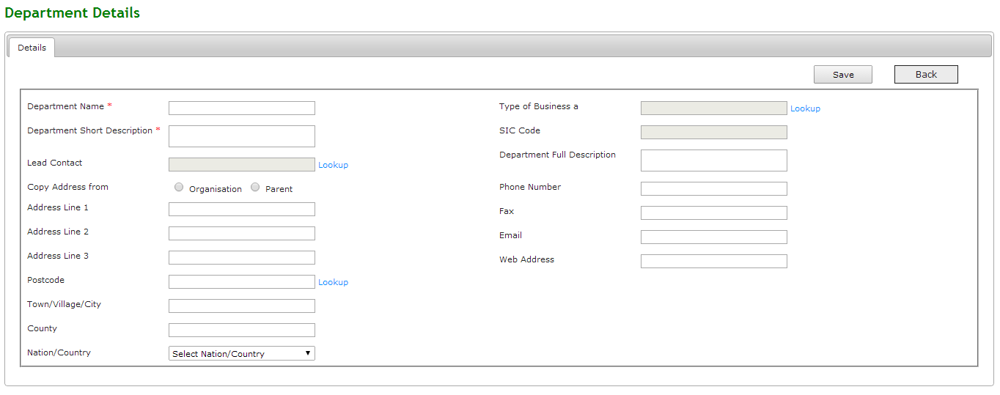 Department Details
Details
Save
Back
Department Name *
Department Short Description *
Lead Contact
Lookup
Copy Address from
Organisation
Parent
Address Line 1
Address Line 2
Address Line 3
Postcode
Lookup
Town/Village/City
County
Nation/Country
Select Nation/Country
Type of Business a
Lookup
SIC Code
Department Full Description
Phone Number
Fax
Email
Web Address